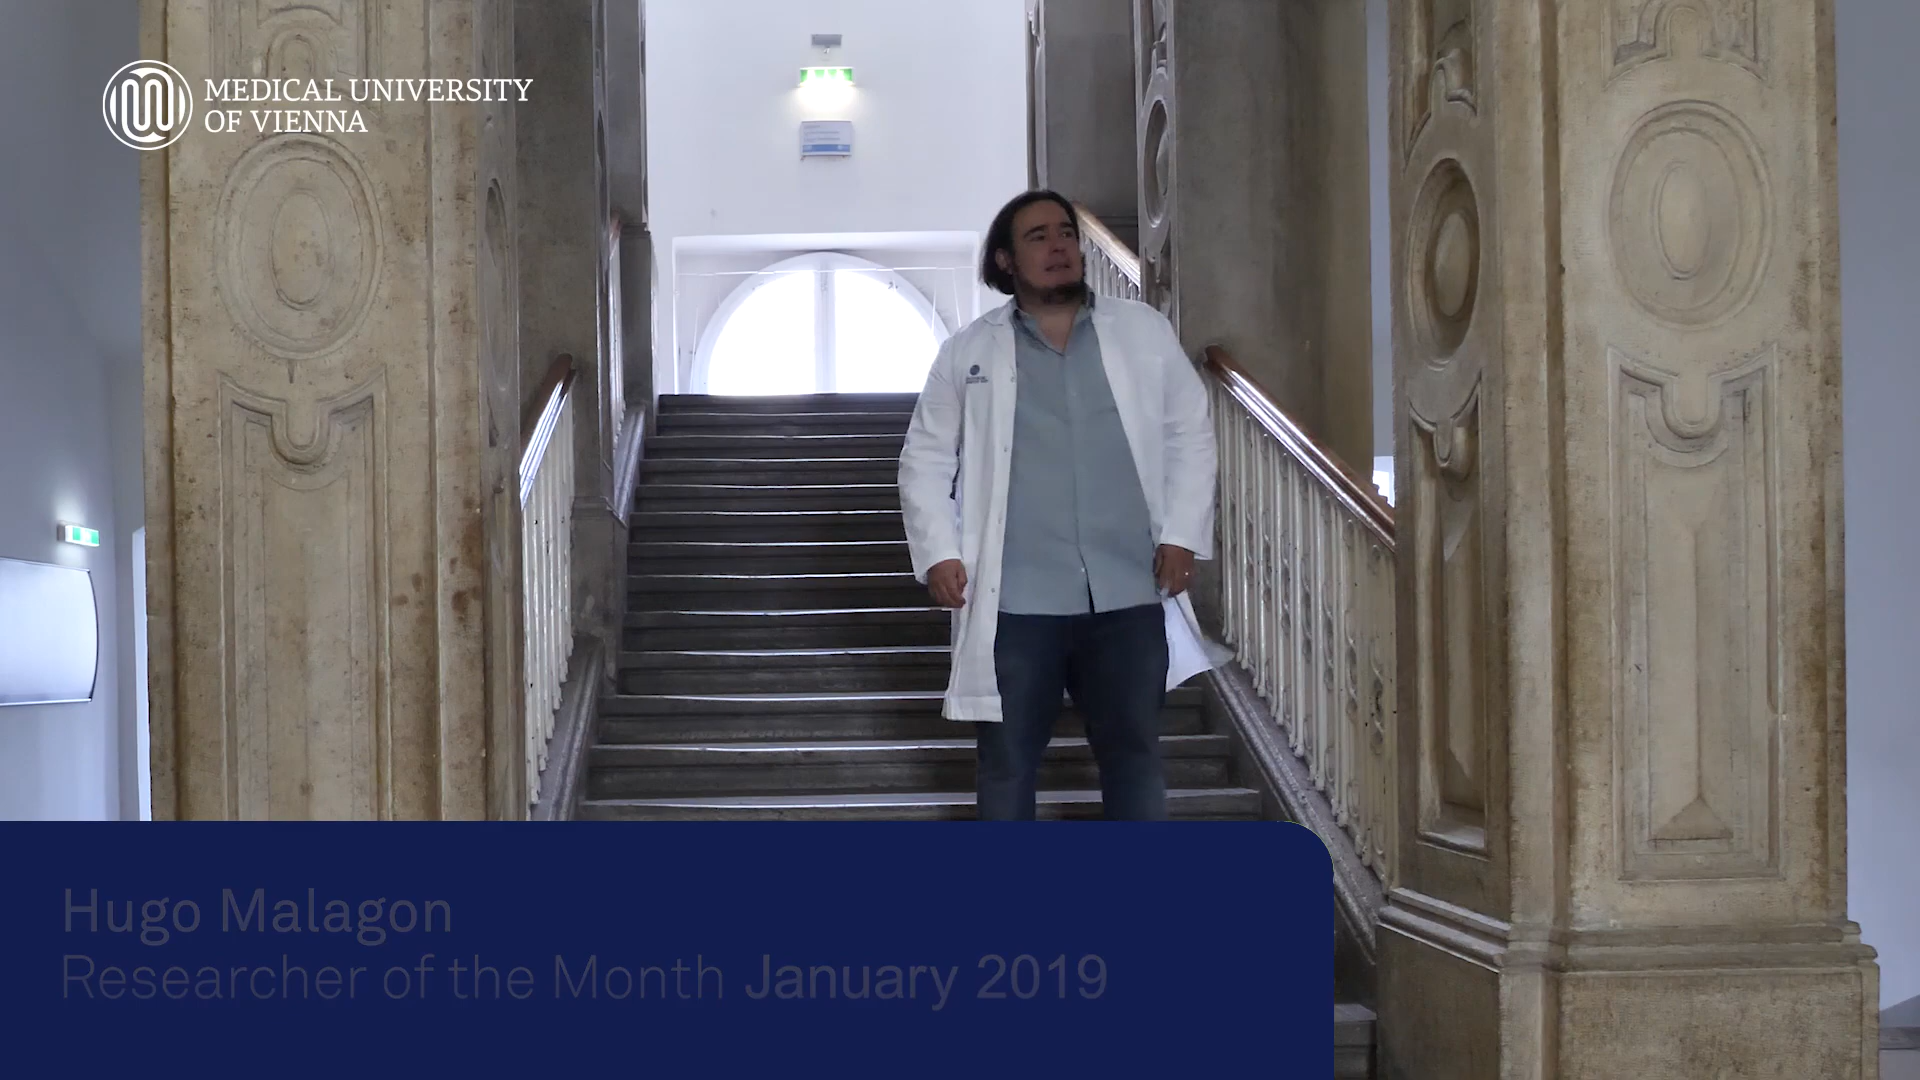 MEDICAL UNIVERSITY
OF VIENNA
Hugo Malagon
Researcher of the Month January 2019